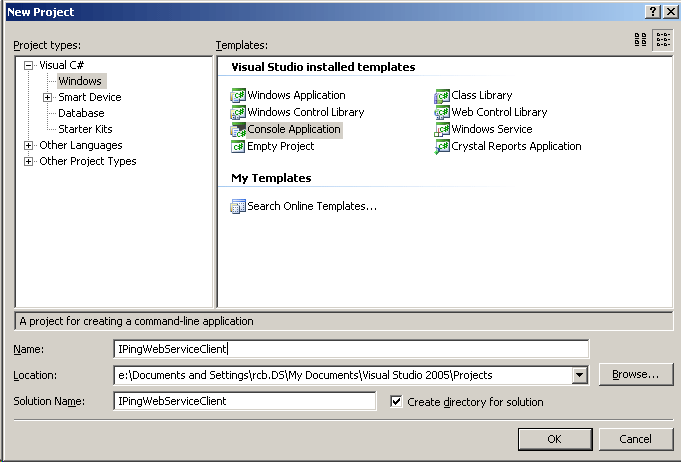 New Project
Project types:
Templates:
Visual C#
Windows
Smart Device
Database
Starter Kits
Other Languages
Other Project Types
Visual Studio installed templates
Windows Application
Class Library
Windows Control Library
Web Control Library
Console Application
Windows Service
Empty Project
Crystal Reports Application
My Templates
Search Online Templates...
A project for creating a command-line application
Name:
IPingWebServiceClient
Location:
e:\Documents and Settings\rcb.DS\My Documents\Visual Studio 2005\Projects
Browse...
Solution Name:
IPingWebServiceClient
Create directory for solution
OK
Cancel